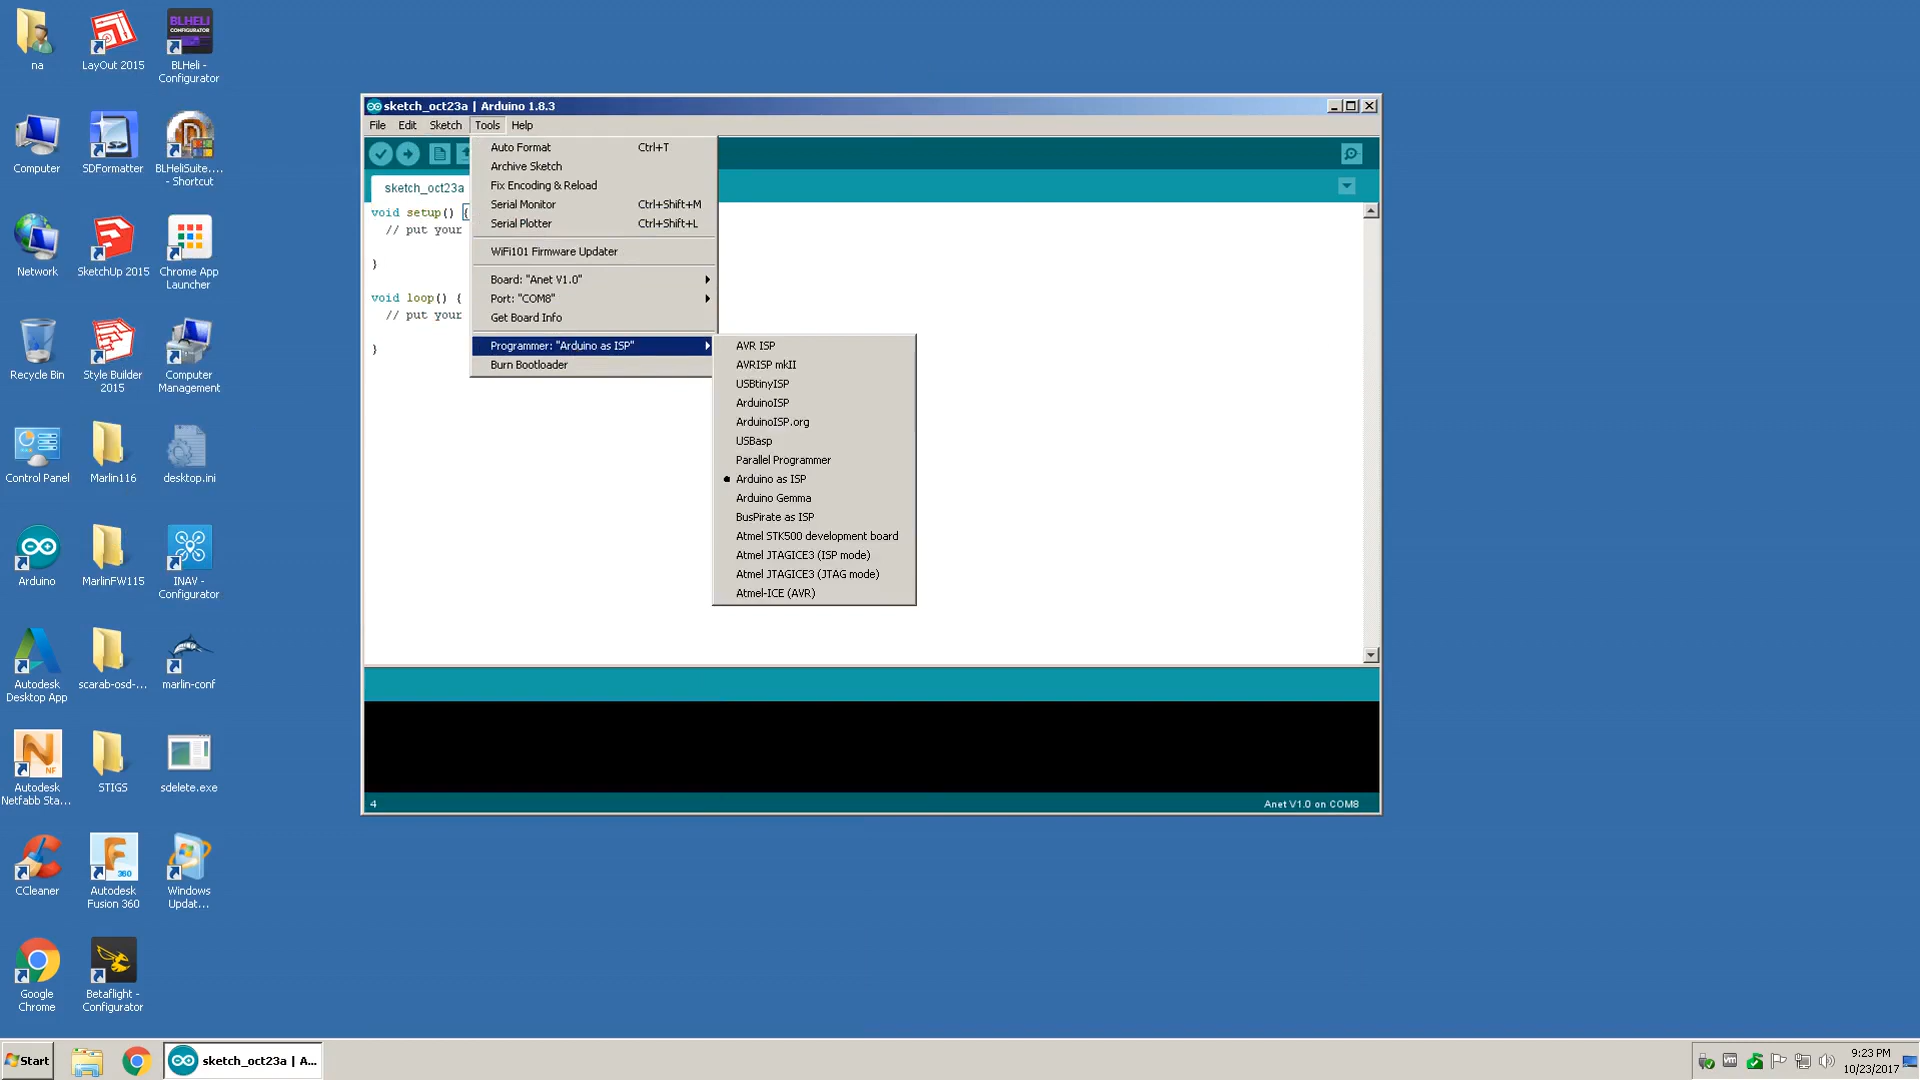 na
LayOut 2015
BLHELI
CONFIGURATOR
BLHeli -
Configurator
Computer
SDFormatter
BLHeliSuite....
- Shortcut
Network
SketchUp 2015
Chrome App
Launcher
Recycle Bin
Style Builder
2015
Computer
Management
Control Panel
Marlin116
desktop.ini
Arduino
MarlinFW115
INAV -
Configurator
Autodesk
Desktop App
scarab-osd-...
marlin-conf
Autodesk
Netfabb Sta...
STIGS
sdelete.exe
CCleaner
Autodesk
Fusion 360
Windows
Updat...
Google
Chrome
Betaflight -
Configurator
sketch_oct23a | Arduino 1.8.3
File Edit Sketch Tools Help
sketch_oct23a
void setup() {
// put your
}
void loop() {
// put your
}
Auto Format Ctrl+T
Archive Sketch
Fix Encoding & Reload
Serial Monitor Ctrl+Shift+M
Serial Plotter Ctrl+Shift+L
WiFi101 Firmware Updater
Board: "Anet V1.0"
Port: "COM8"
Get Board Info
Programmer: "Arduino as ISP"
Burn Bootloader
AVR ISP
AVRISP mkII
USBtinyISP
ArduinoISP
ArduinoISP.org
USBasp
Parallel Programmer
Arduino as ISP
Arduino Gemma
BusPirate as ISP
Atmel STK500 development board
Atmel JTAGICE3 (ISP mode)
Atmel JTAGICE3 (JTAG mode)
Atmel-ICE (AVR)
4
Anet V1.0 on COM8
Start
sketch_oct23a | A...
9:23 PM
10/23/2017